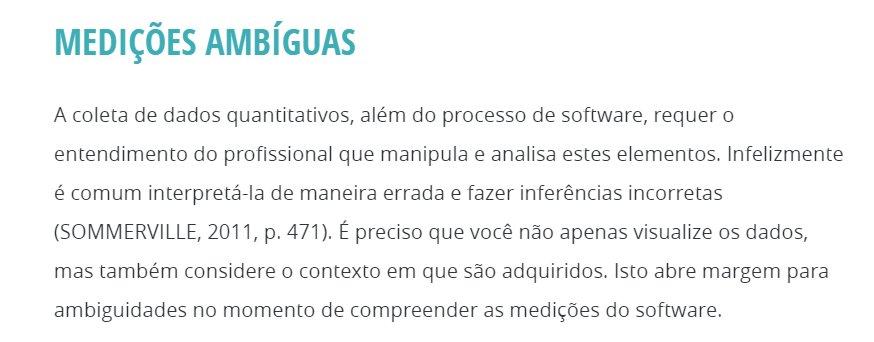 MEDIÇÕES AMBÍGUAS
A coleta de dados quantitativos, além do processo de software, requer o
entendimento do profissional que manipula e analisa estes elementos. Infelizmente
é comum interpretá-la de maneira errada e fazer inferências incorretas
(SOMMERVILLE, 2011, p. 471). É preciso que você não apenas visualize os dados,
mas também considere o contexto em que são adquiridos. Isto abre margem para
ambiguidades no momento de compreender as medições do software.